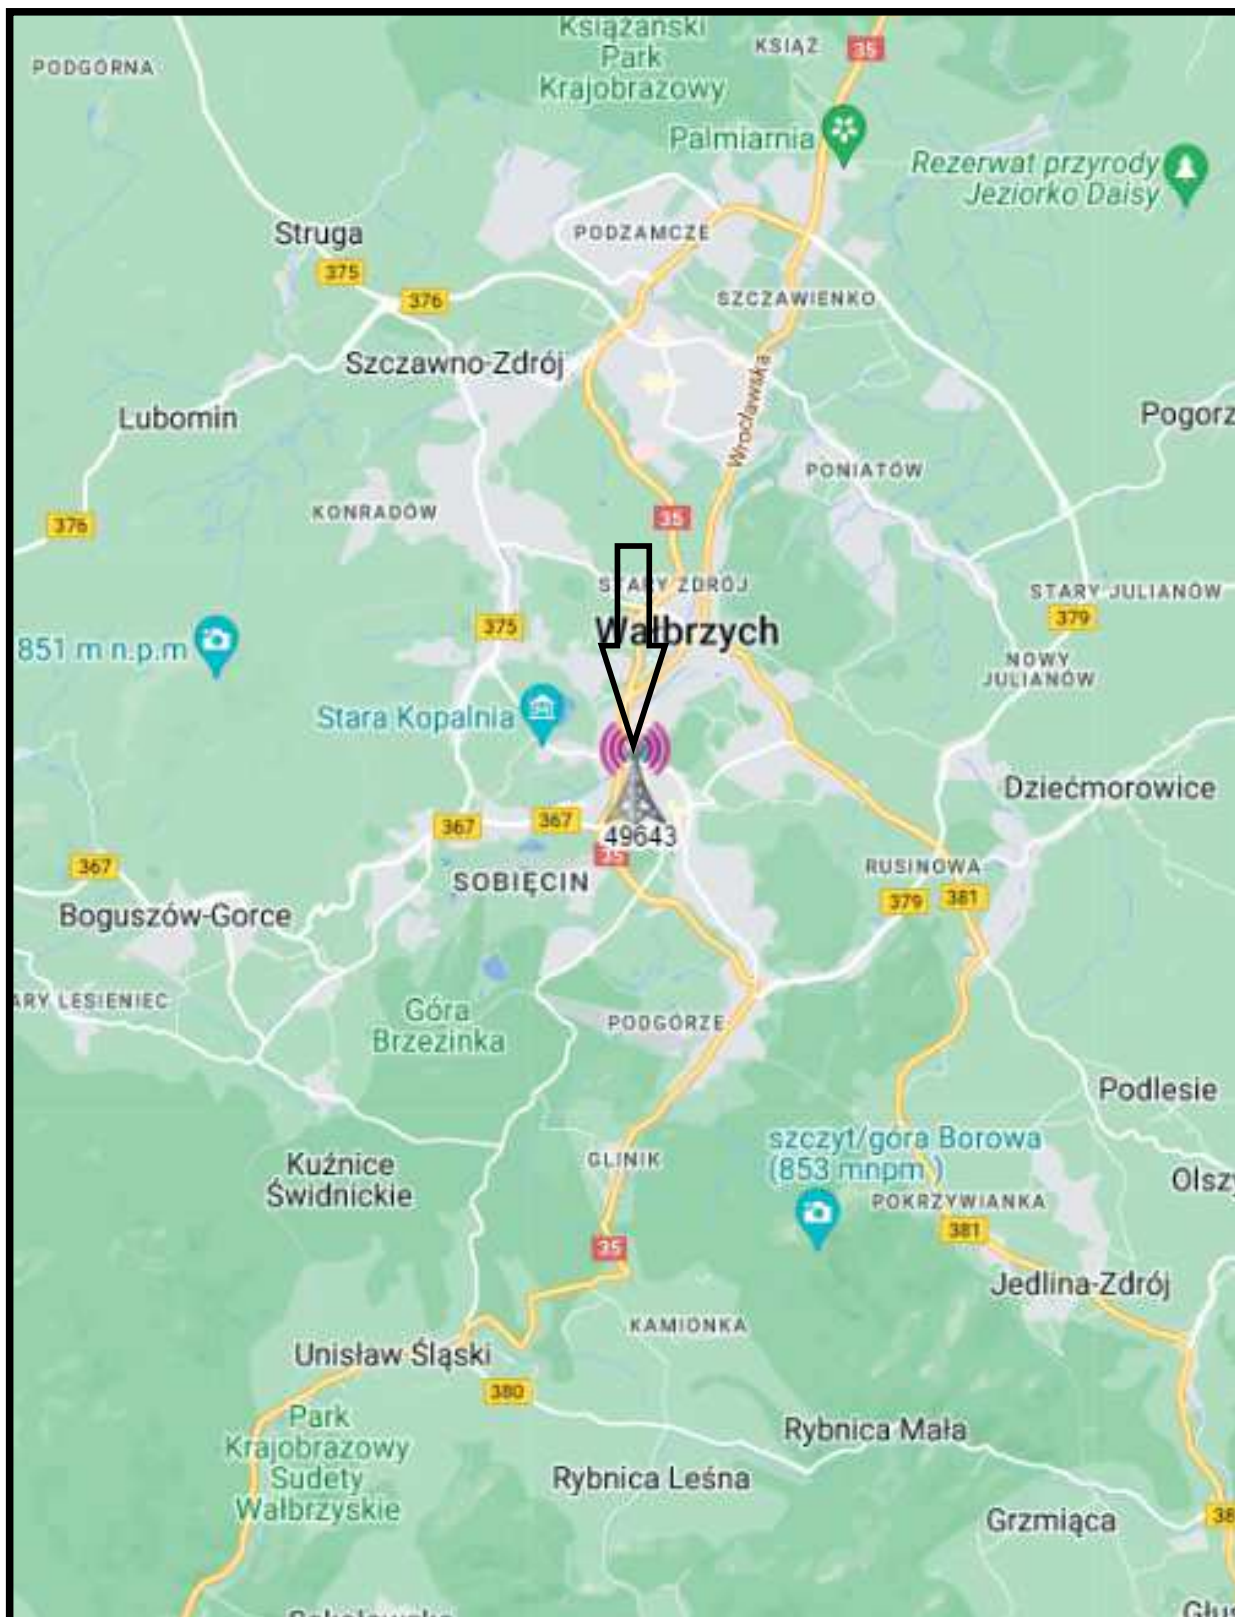 Książański
Park
Krajobrazowy
KSIĄŻ
35
PODGÓRNA
Palmiarnia
Rezerwat przyrody
Jeziorko Daisy
Struga
PODZAMCZE
375
376
SZCZAWIENKO
Szczawno-Zdrój
Wrocławska
Lubomin
Pogorz
PONIATÓW
KONRADÓW
376
35
STARY ZDRÓJ
STARY JULIANÓW
379
375
Wałbrzych
851 m n.p.m
NOWY
JULIANÓW
Stara Kopalnia
Dziećmorowice
367
367
49643
35
367
SOBIĘCIN
RUSINOWA
379
381
Boguszów-Gorce
ARY LESIENIEC
Góra
Brzezinka
PODGÓRZE
Podlesie
szczyt/góra Borowa
(853 mnpm )
Kuźnice
Świdnickie
GLINIK
POKRZYWIANKA
Olszy
381
35
Jedlina-Zdrój
KAMIONKA
Unisław Śląski
380
Park
Krajobrazowy
Sudety
Wałbrzyskie
Rybnica Mała
Rybnica Leśna
Grzmiąca
38
Głus